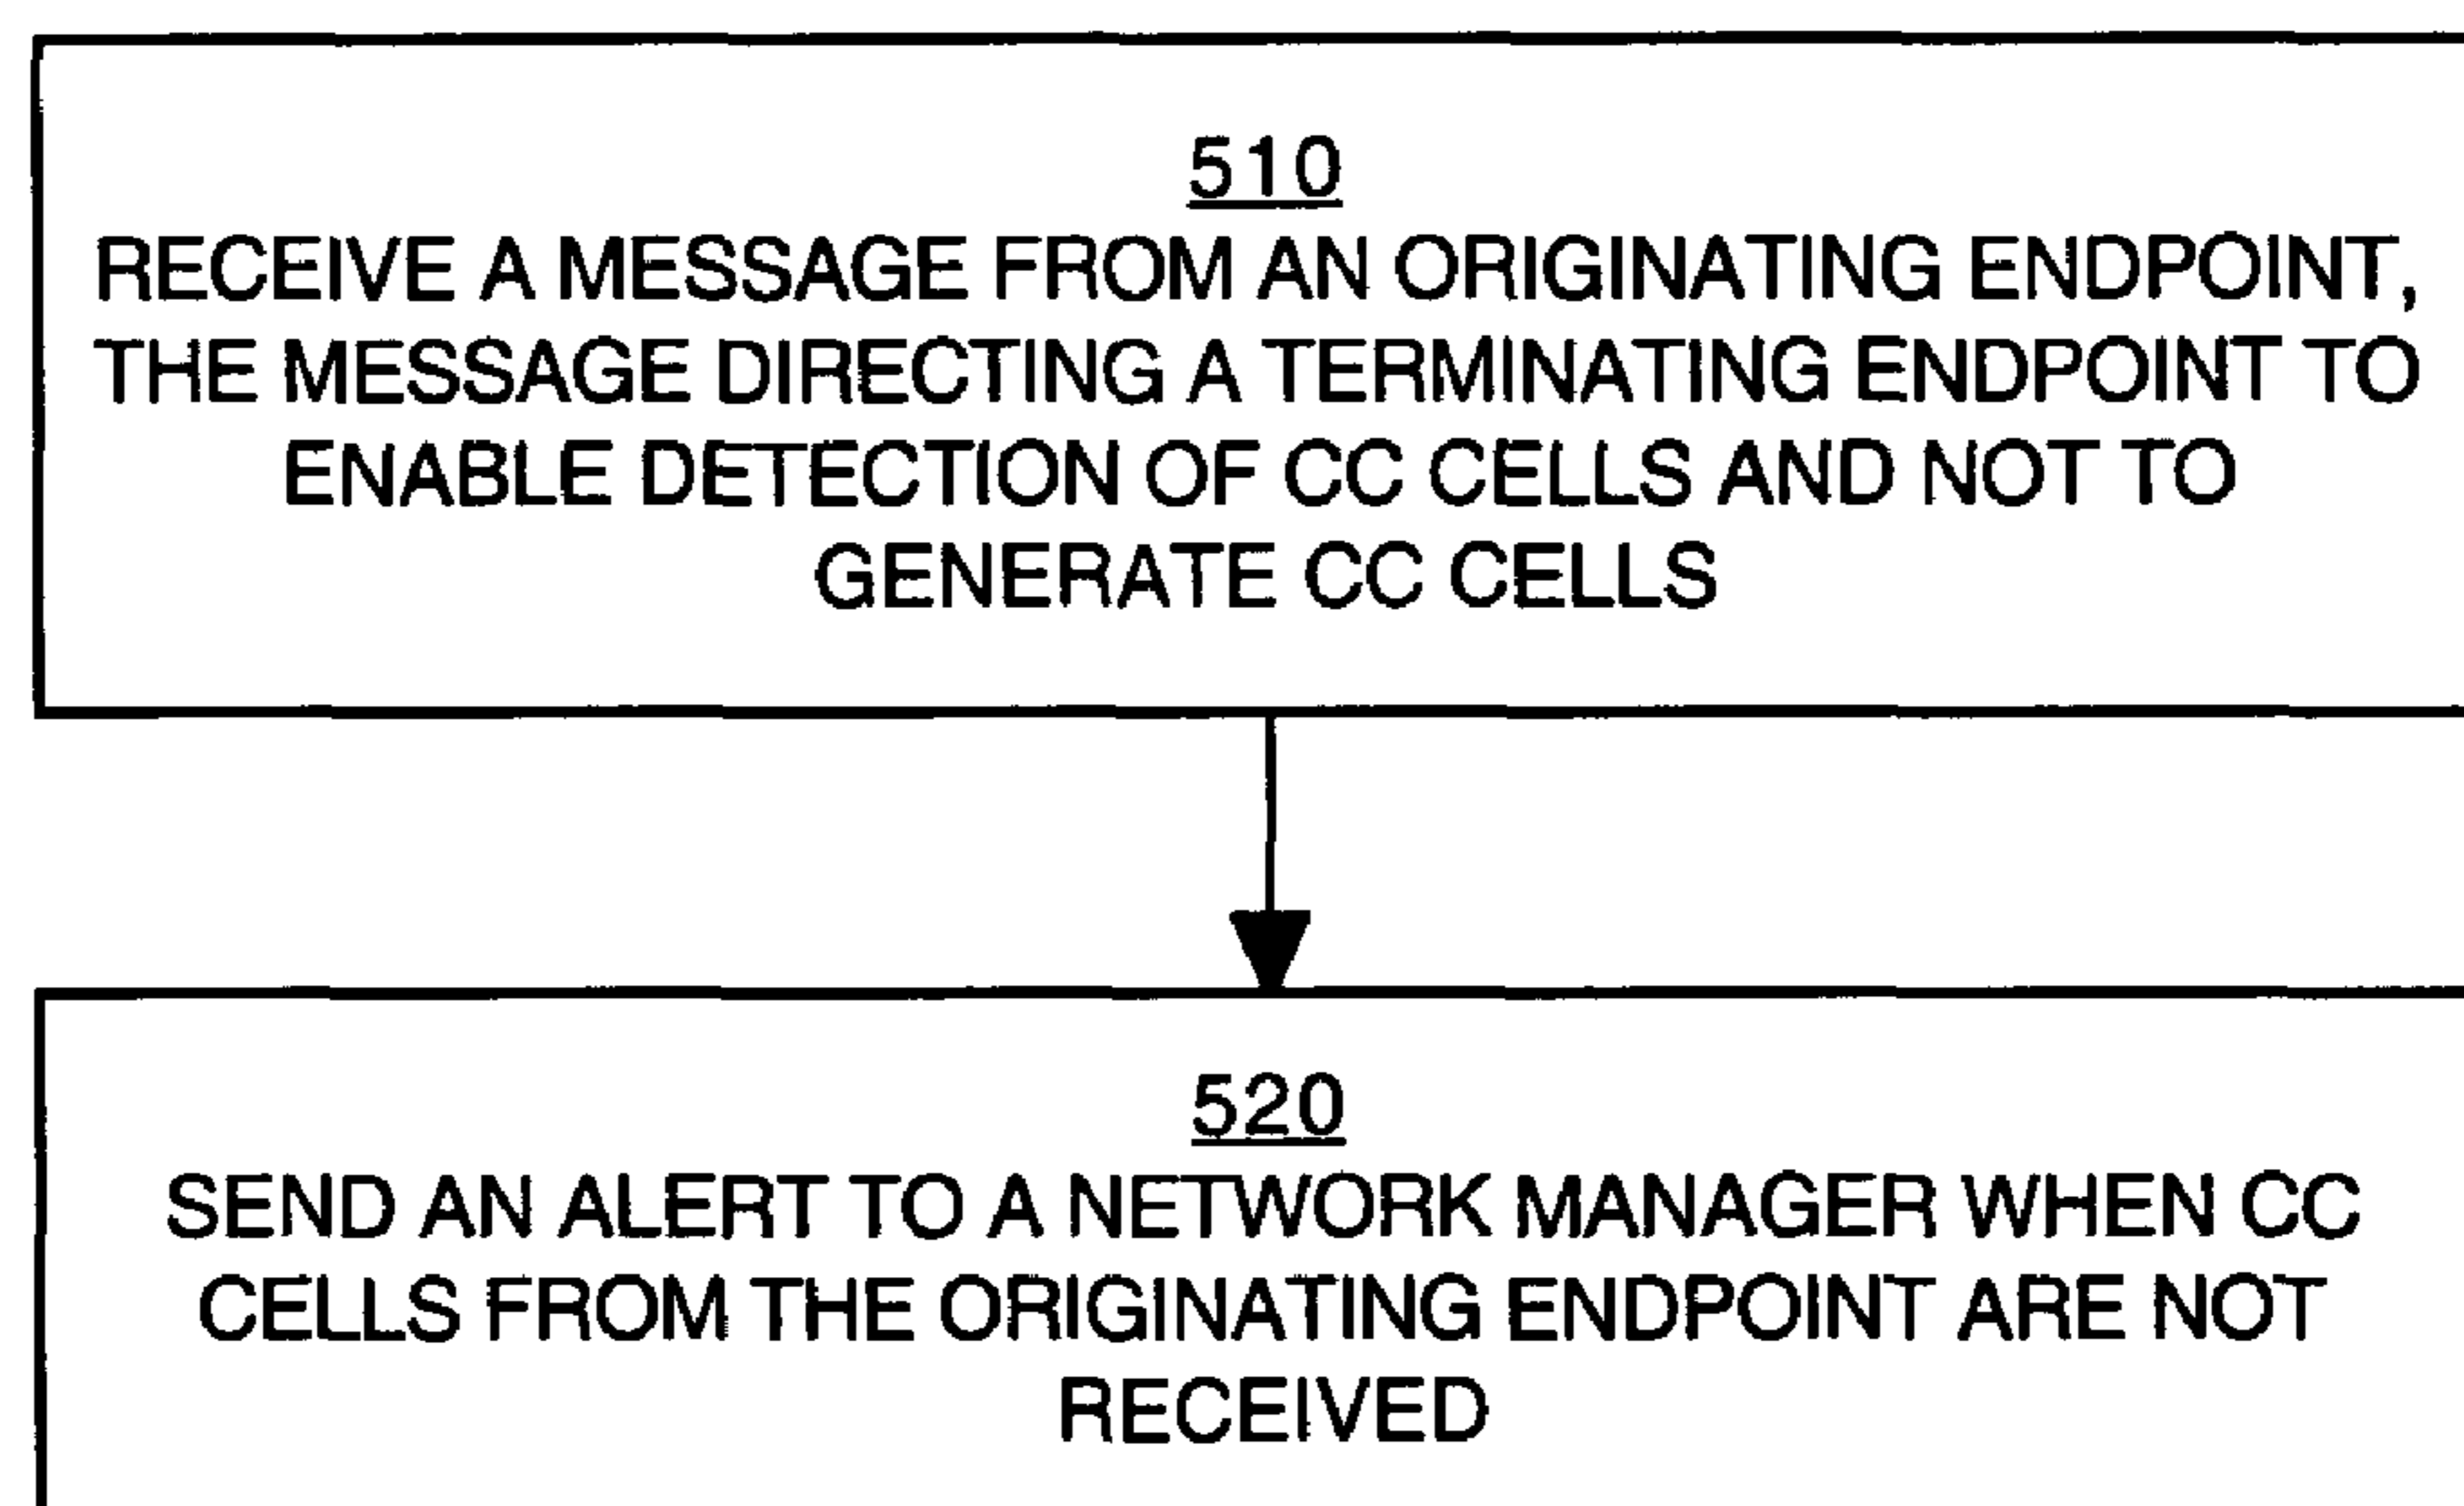 510
RECEIVE A MESSAGE FROM AN ORIGINATING ENDPOINT,
THE MESSAGE DIRECTING A TERMINATING ENDPOINT TO
ENABLE DETECTION OF CC CELLS AND NOT TO
GENERATE CC CELLS
520
SEND AN ALERT TO A NETWORK MANAGER WHEN CC
CELLS FROM THE ORIGINATING ENDPOINT ARE NOT
RECEIVED